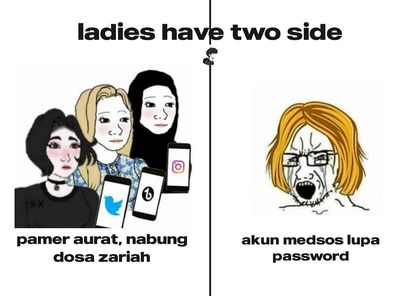 ladies have two side
pamer aurat, nabung
dosa zariah
akun medsos lupa
password